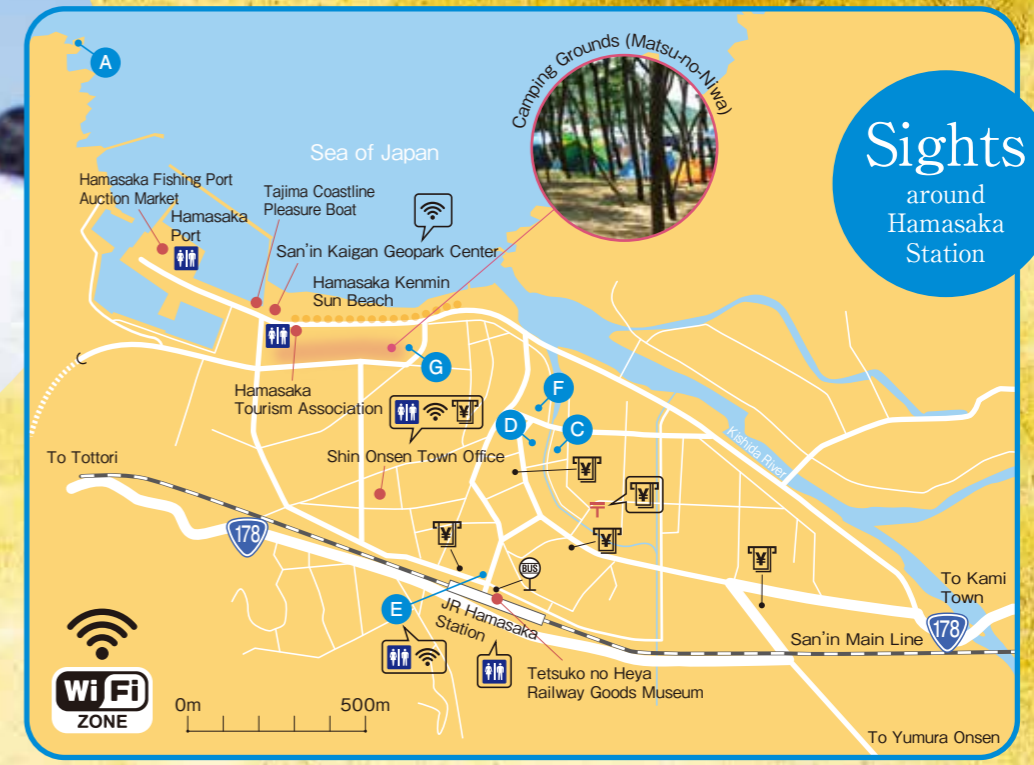 Sights
around
Hamasaka
Station
Camping Grounds (Matsu-no-Niwa)
A
Sea of Japan
Hamasaka Fishing Port
Auction Market
Hamasaka
Port
Tajima Coastline
Pleasure Boat
San'in Kaigan Geopark Center
Hamasaka Kenmin
Sun Beach
G
Hamasaka
Tourism Association
¥
F
D
C
Kishida River
To Tottori
Shin Onsen Town Office
¥
〒
¥
178
¥
¥
¥
BUS
E
JR Hamasaka
Station
To Kami
Town
178
San'in Main Line
Tetsuko no Heya
Railway Goods Museum
Wi Fi
ZONE
0m
500m
To Yumura Onsen